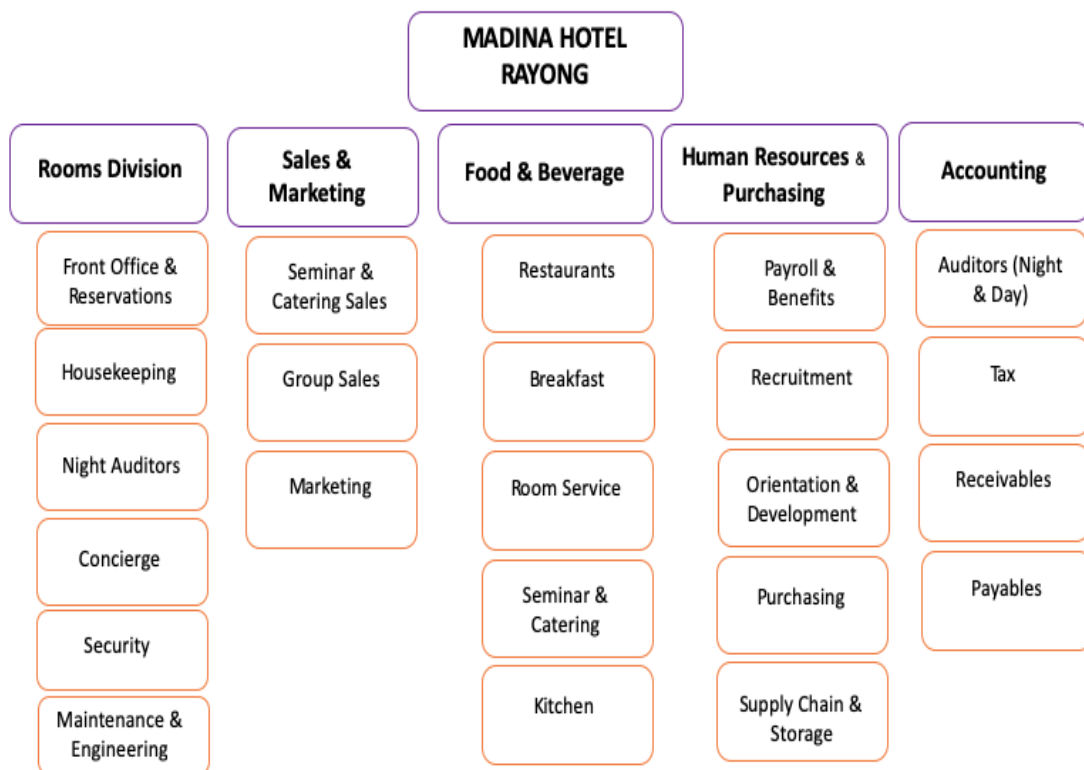 MADINA HOTEL
RAYONG
Rooms Division
Sales &
Marketing
Food & Beverage
Human Resources &
Purchasing
Accounting
Front Office &
Reservations
Housekeeping
Night Auditors
Concierge
Security
Maintenance &
Engineering
Seminar &
Catering Sales
Group Sales
Marketing
Restaurants
Breakfast
Room Service
Seminar &
Catering
Kitchen
Payroll &
Benefits
Recruitment
Orientation &
Development
Purchasing
Supply Chain &
Storage
Auditors (Night
& Day)
Tax
Receivables
Payables